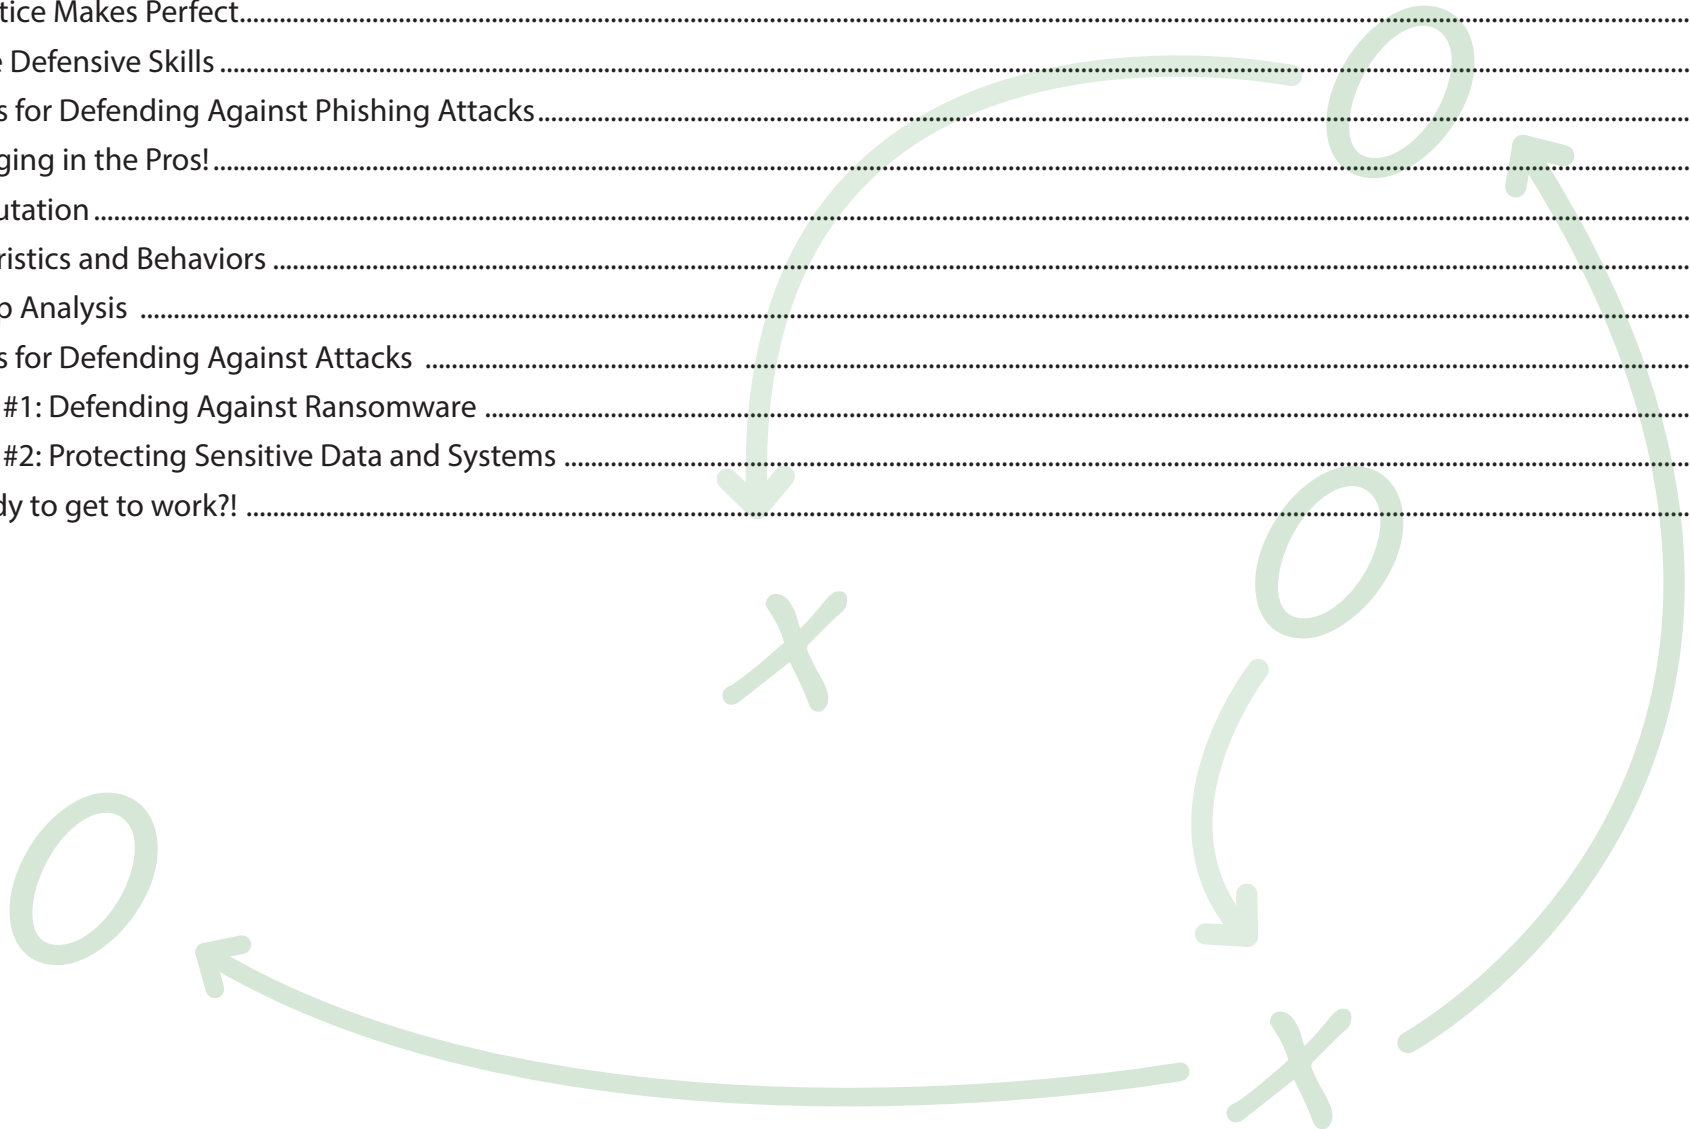 tice Makes Perfect
e Defensive Skills
s for Defending Against Phishing Attacks
ging in the Pros!
utation
ristics and Behaviors
p Analysis
s for Defending Against Attacks
#1: Defending Against Ransomware
#2: Protecting Sensitive Data and Systems
dy to get to work?!
O
O
X
O
X